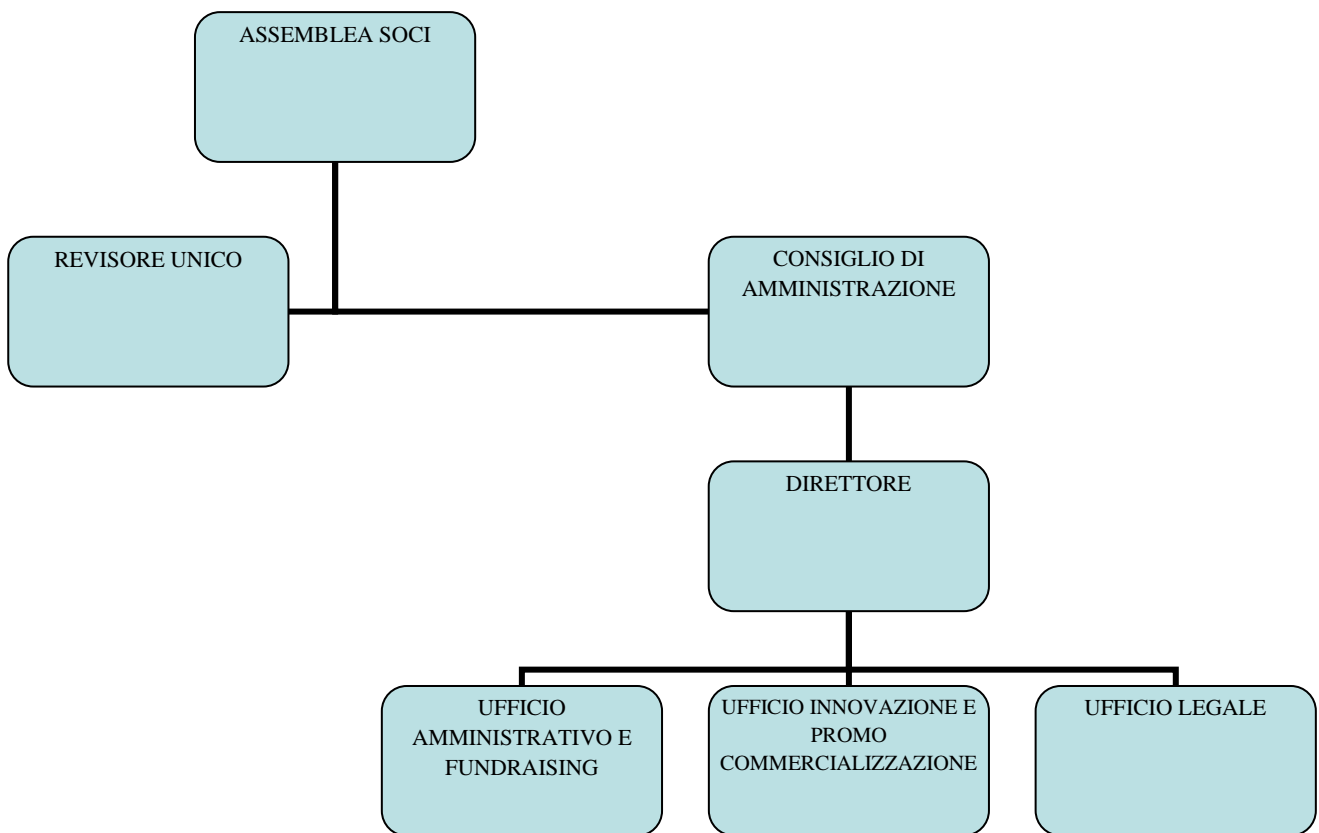 ASSEMBLEA SOCI
REVISORE UNICO
CONSIGLIO DI
AMMINISTRAZIONE
DIRETTORE
UFFICIO
AMMINISTRATIVO E
FUNDRAISING
UFFICIO INNOVAZIONE E
PROMO
COMMERCIALIZZAZIONE
UFFICIO LEGALE